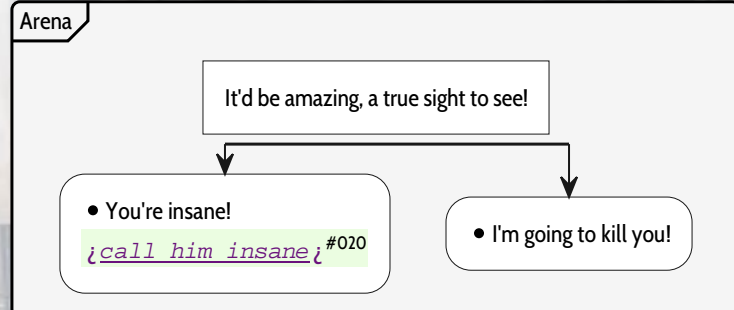 Arena
It'd be amazing, a true sight to see!
• You're insane!
¿call him insane¿#020
• I'm going to kill you!